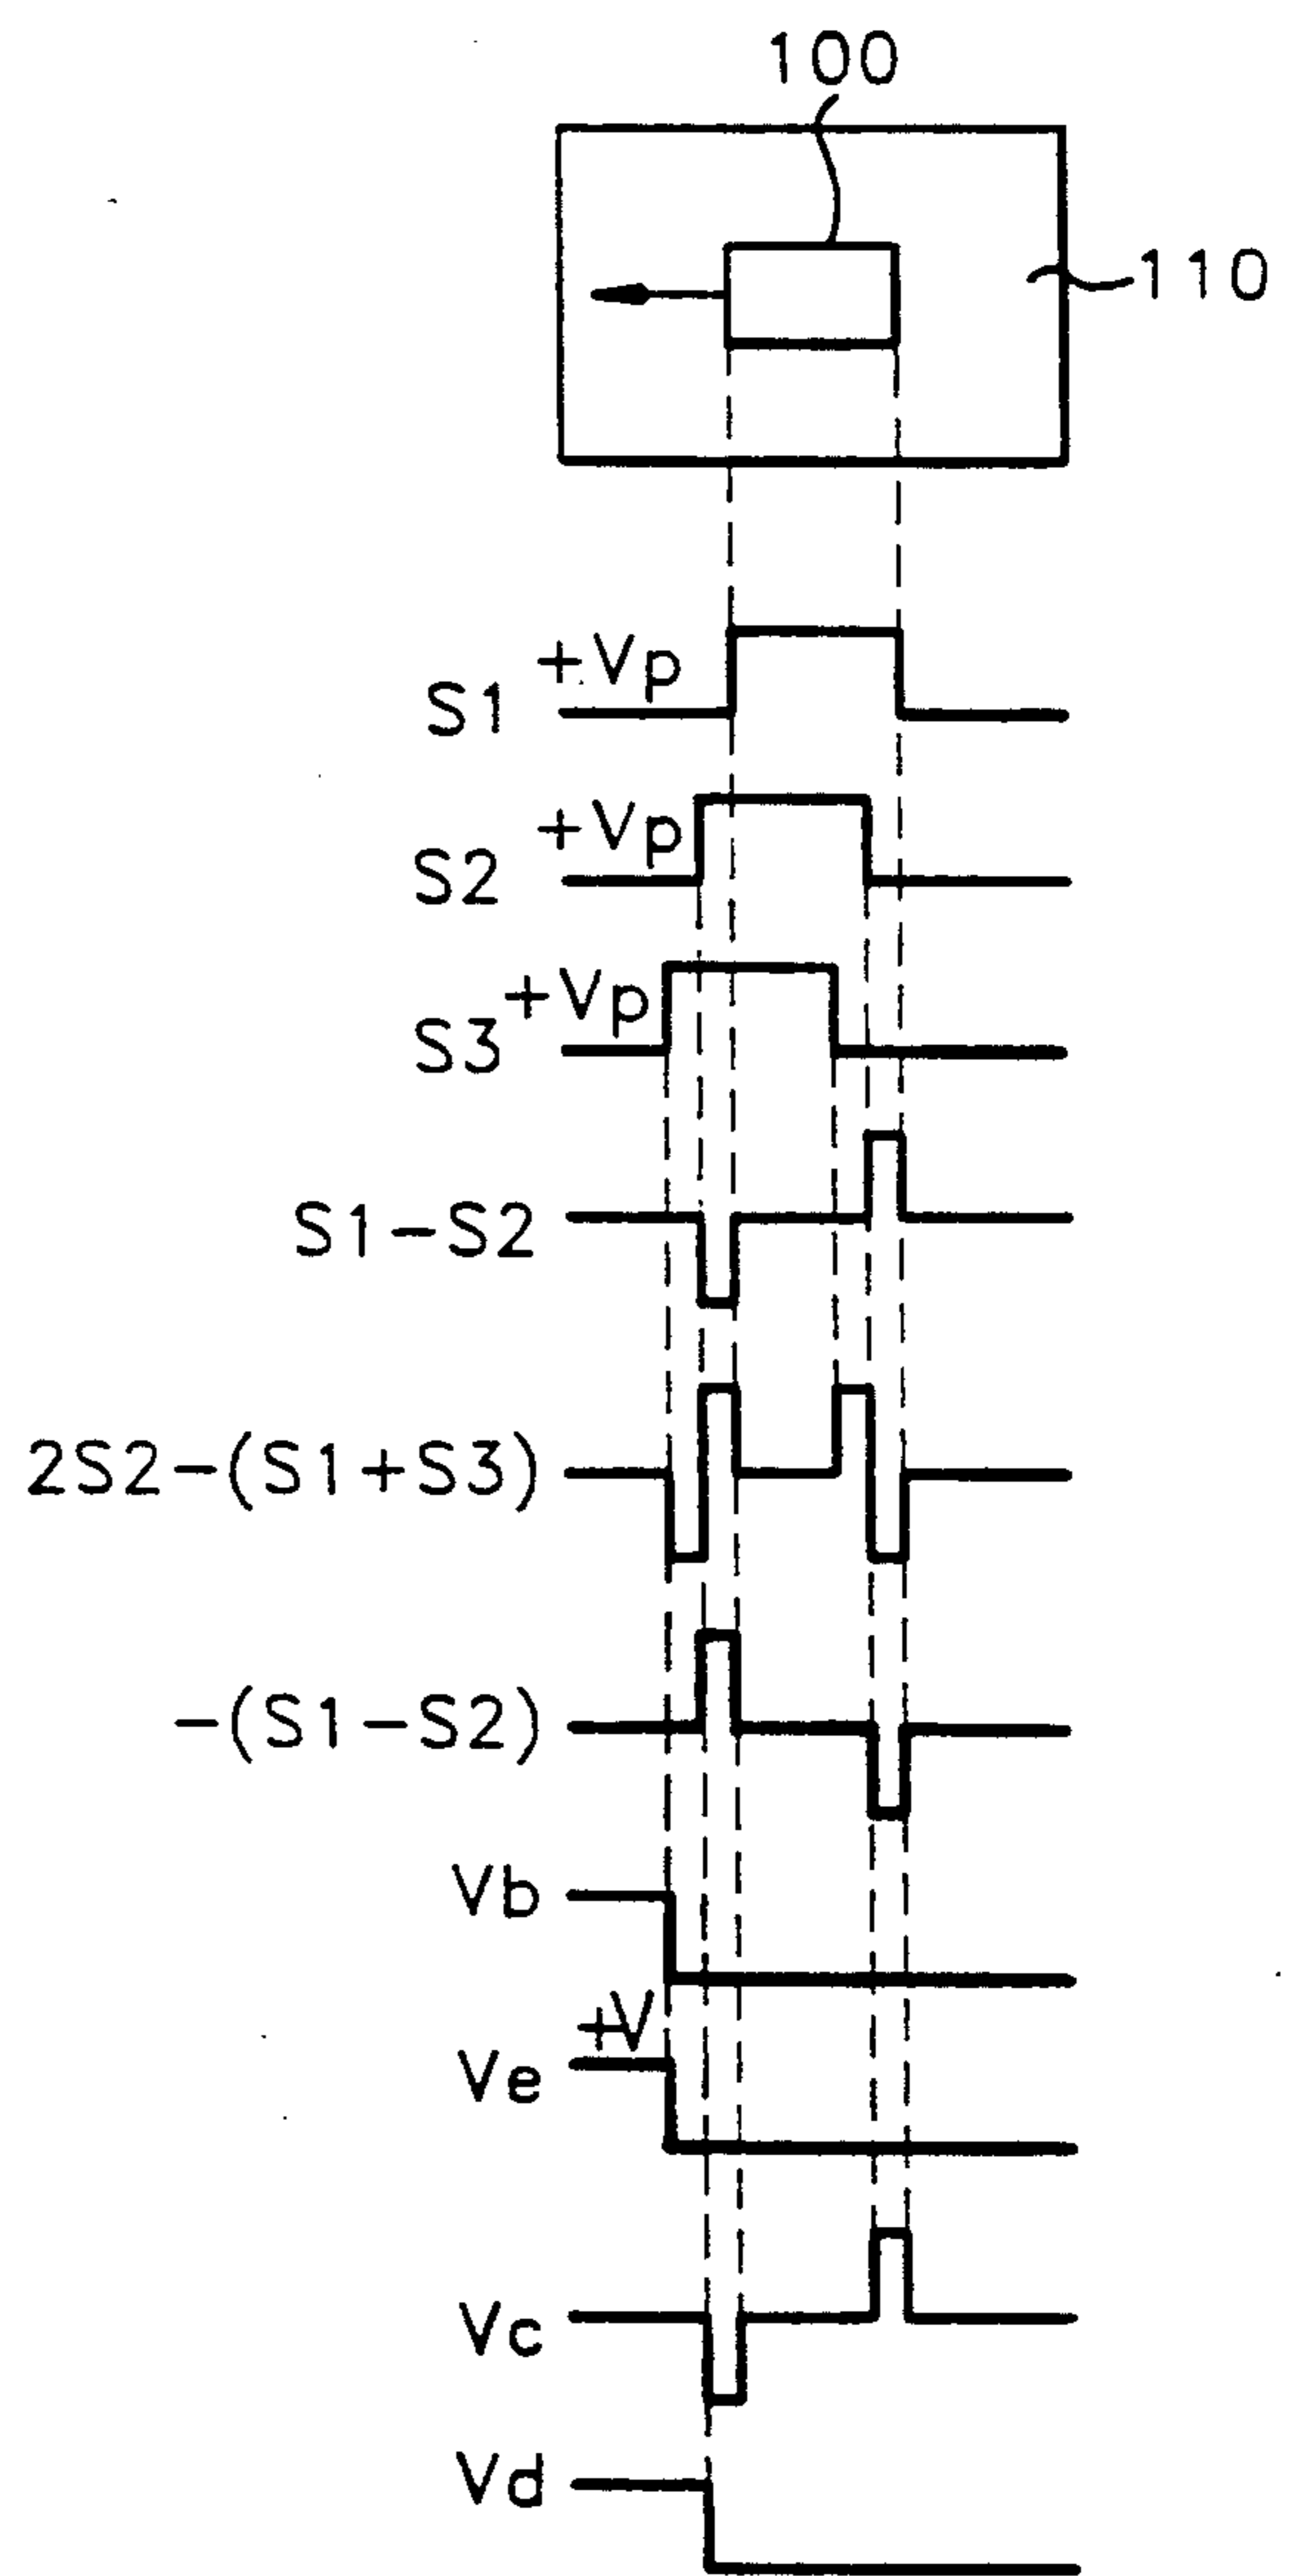 100
110
+Vp
S1
+Vp
S2
+Vp
S3
S1-S2
2S2-(S1+S3)
-(S1-S2)
Vb
+V
Ve
Vc
Vd